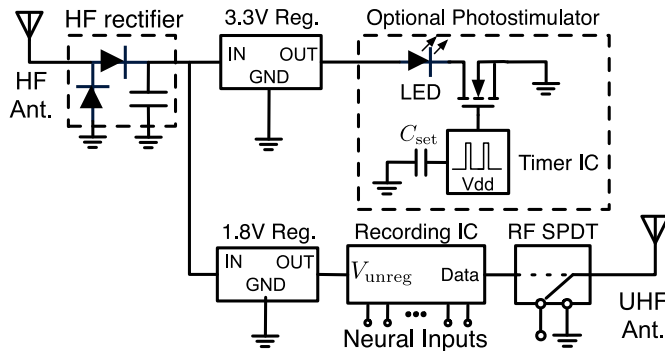 HF rectifier
3.3V Reg.
Optional Photostimulator
HF
Ant.
IN
OUT
GND
LED
C_set
Timer IC
Vdd
1.8V Reg.
Recording IC
RF SPDT
IN
OUT
GND
V_unreg
Data
UHF
Ant.
Neural Inputs